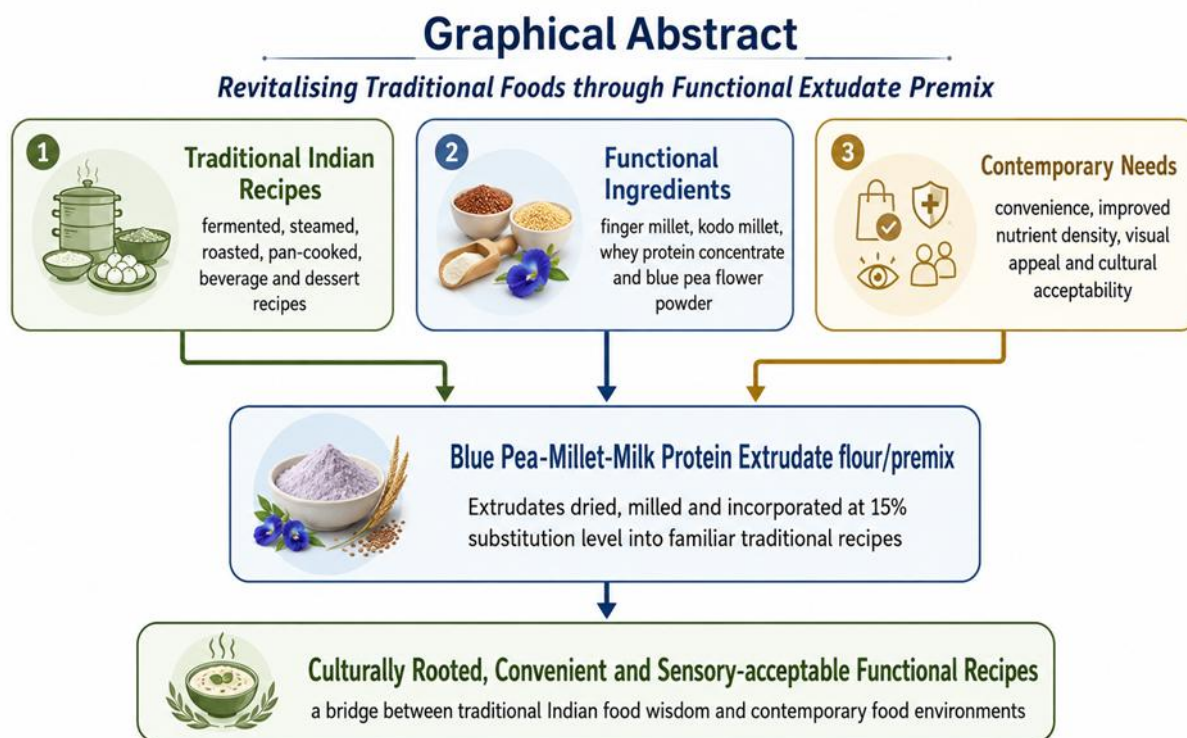 Graphical Abstract
Revitalising Traditional Foods through Functional Extudate Premix
1
Traditional Indian
Recipes
fermented, steamed,
roasted, pan-cooked,
beverage and dessert
recipes
2
Functional
Ingredients
finger millet, kodo millet,
whey protein concentrate
and blue pea flower
powder
3
Contemporary Needs
convenience, improved
nutrient density, visual
appeal and cultural
acceptability
Blue Pea-Millet-Milk Protein Extrudate flour/premix
Extrudates dried, milled and incorporated at 15%
substitution level into familiar traditional recipes
Culturally Rooted, Convenient and Sensory-acceptable Functional Recipes
a bridge between traditional Indian food wisdom and contemporary food environments